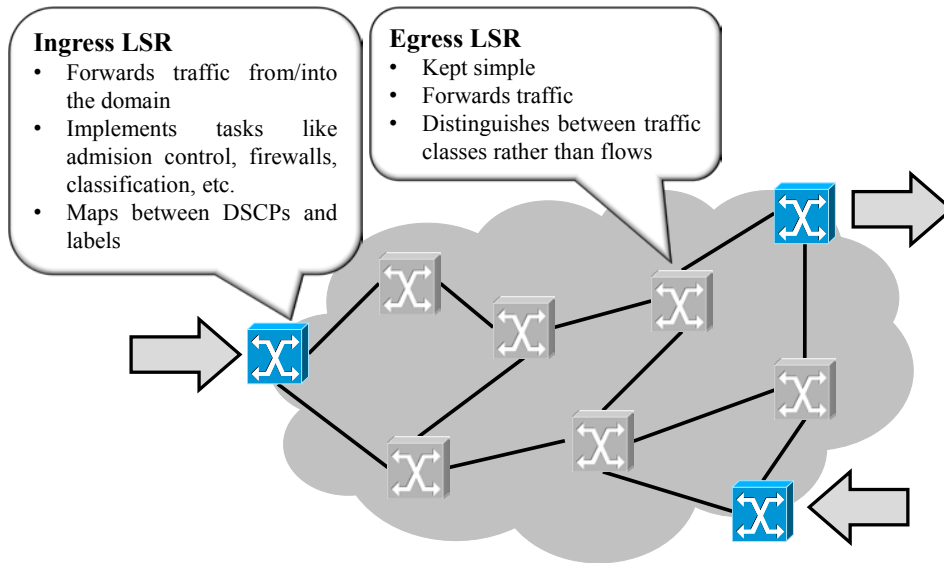 Ingress LSR
• Forwards traffic from/into
the domain
• Implements tasks like
admision control, firewalls,
classification, etc.
• Maps between DSCPs and
labels
Egress LSR
• Kept simple
• Forwards traffic
• Distinguishes between traffic
classes rather than flows